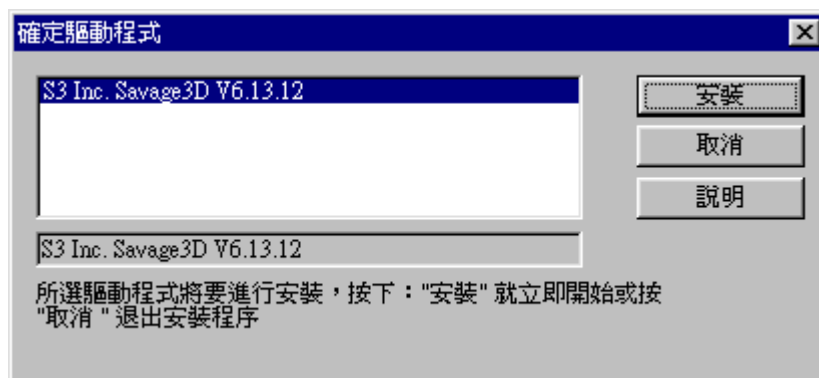 確定驅動程式
S3 Inc. Savage3D V6.13.12
安裝
取消
說明
S3 Inc. Savage3D V6.13.12
所選驅動程式將要進行安裝，按下："安裝" 就立即開始或按
"取消 " 退出安裝程序